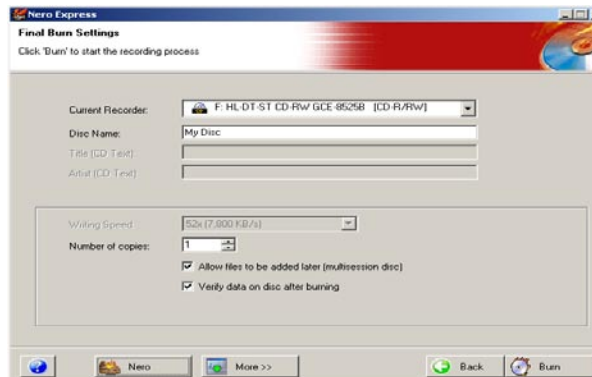 Nero Express
Final Burn Settings
Click 'Burn' to start the recording process
Current Recorder: F: HL-DT-ST CD-RW GCE-8525B [CD-R/RW]
Disc Name: My Disc
Title (CD Text):
Artist (CD Text):
Writing Speed: 52x (7,800 KB/s)
Number of copies: 1
Allow files to be added later (multisession disc)
Verify data on disc after burning
Nero More >> Back Burn